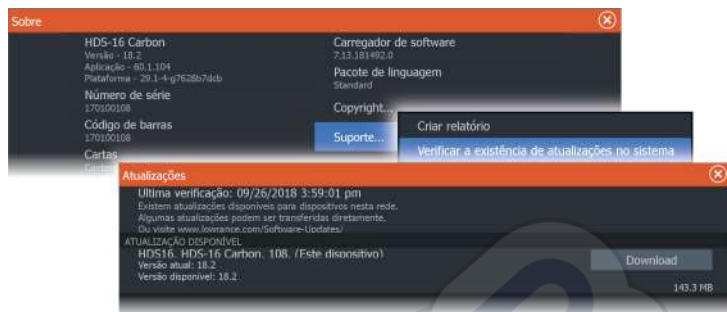 Sobre
HDS-16 Carbon
Versão - 18.2
Aplicação - 60.1.104
Plataforma - 29.1-4-g7628b7dcb
Número de série
170100108
Código de barras
170100108
Cartas
Carregador de software
7.13.181492.0
Pacote de linguagem
Standard
Copyright...
Suporte...
Criar relatório
Verificar a existência de atualizações no sistema
Atualizações
Ultima verificação: 09/26/2018 3:59:01 pm
Existem atualizações disponíveis para dispositivos nesta rede.
Algumas atualizações podem ser transferidas diretamente.
Ou visite www.lowrance.com/Software-Updates/
ATUALIZAÇÃO DISPONÍVEL
HDS16, HDS-16 Carbon, 108, (Este dispositivo)
Versão atual: 18.2
Versão disponível: 18.2
Download
143.3 MB